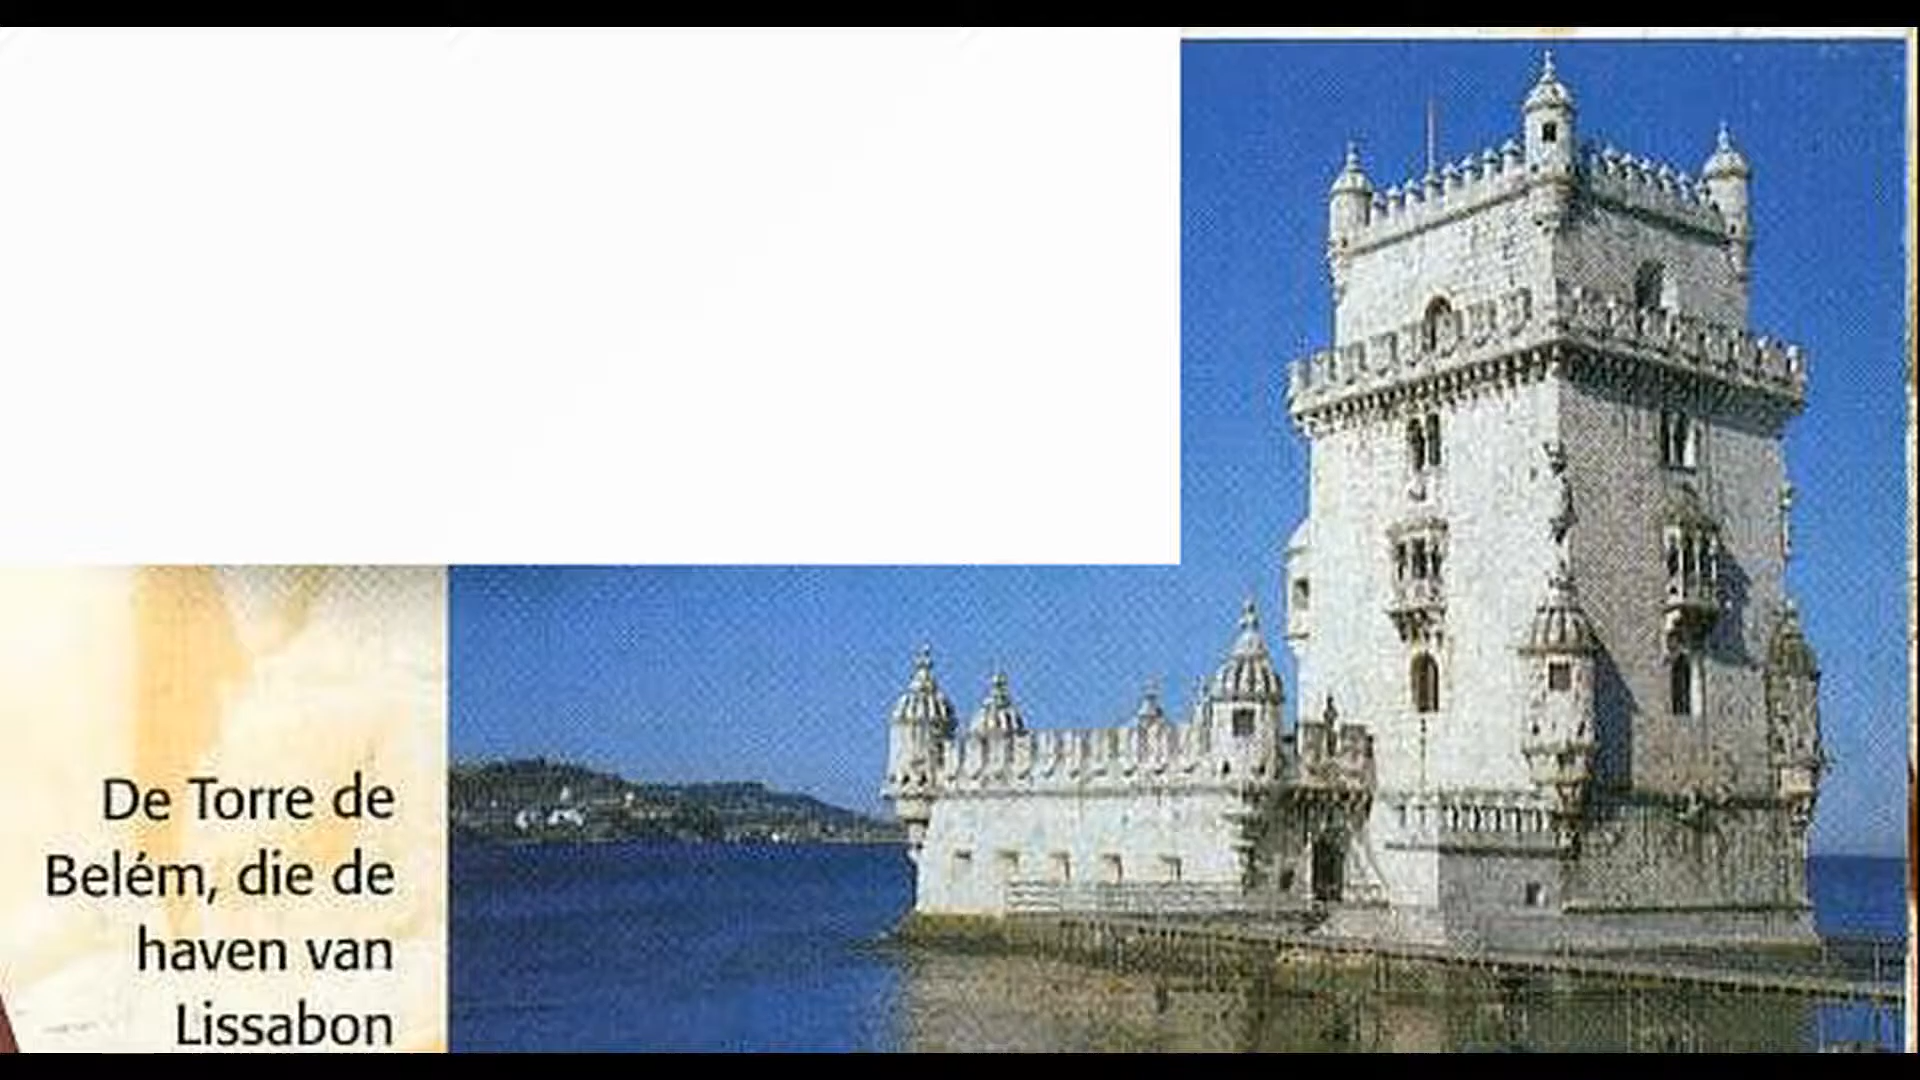 De Torre de
Belém, die de
haven van
Lissabon